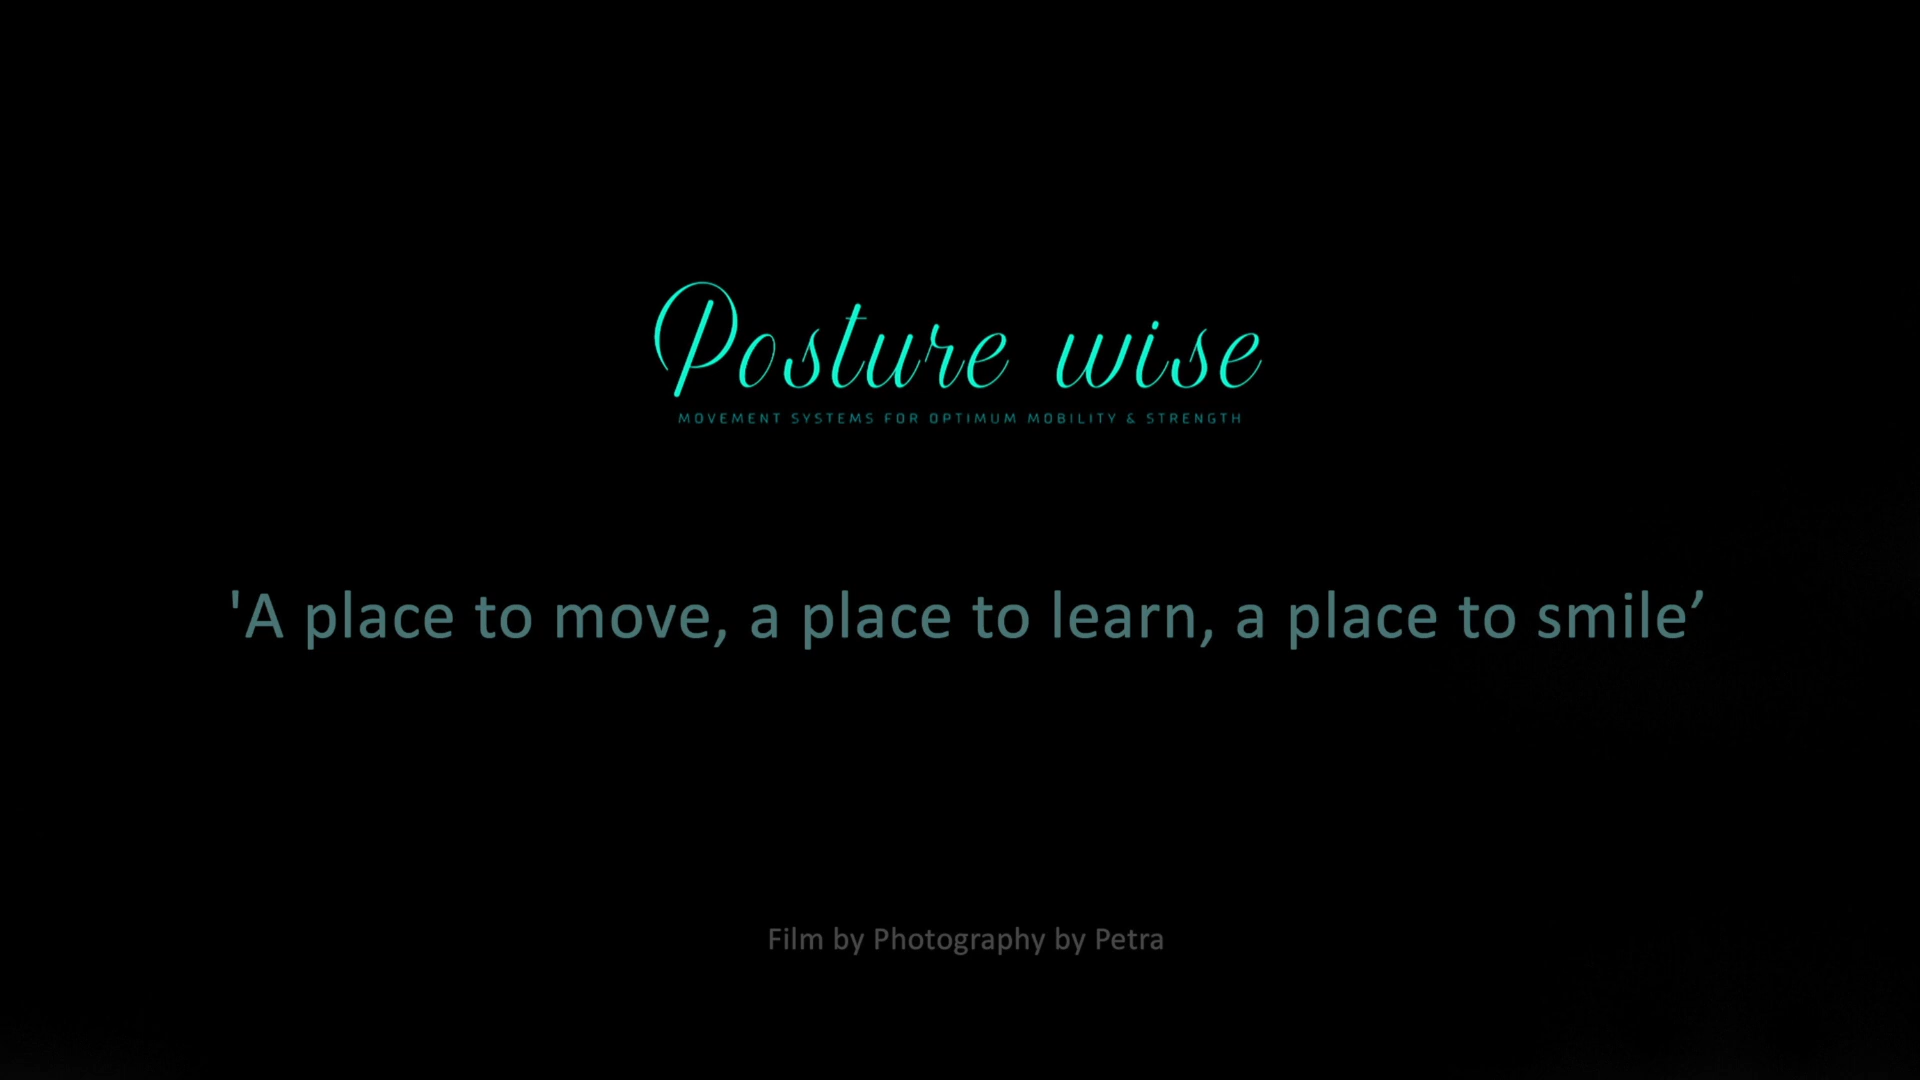 Posture wise
MOVEMENT SYSTEMS FOR OPTIMUM MOBILITY & STRENGTH
'A place to move, a place to learn, a place to smile’
Film by Photography by Petra